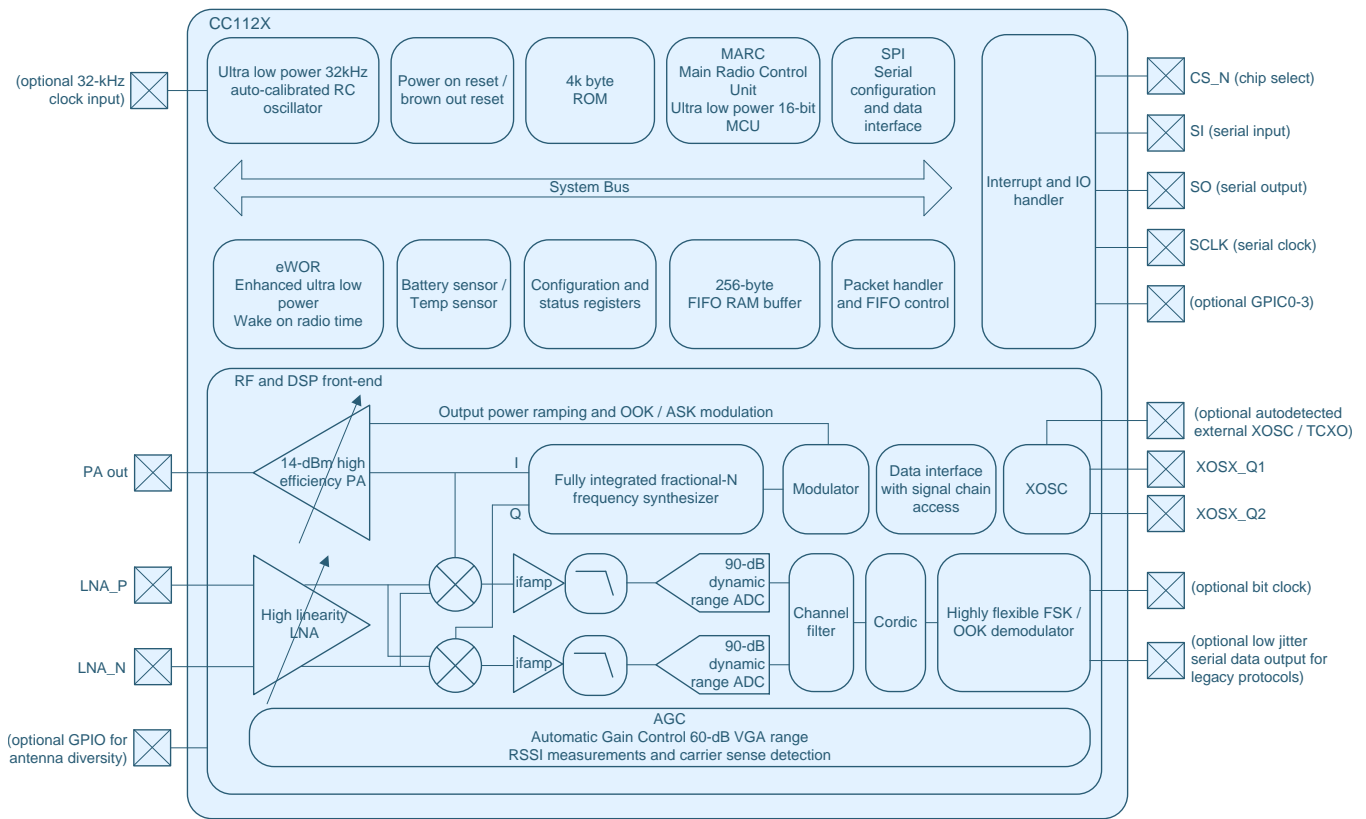 CC112X
(optional 32-kHz
clock input)
Ultra low power 32kHz
auto-calibrated RC
oscillator
Power on reset /
brown out reset
4k byte
ROM
MARC
Main Radio Control
Unit
Ultra low power 16-bit
MCU
SPI
Serial
configuration
and data
interface
System Bus
Interrupt and IO
handler
CS_N (chip select)
SI (serial input)
SO (serial output)
SCLK (serial clock)
(optional GPIC0-3)
eWOR
Enhanced ultra low
power
Wake on radio time
Battery sensor /
Temp sensor
Configuration and
status registers
256-byte
FIFO RAM buffer
Packet handler
and FIFO control
RF and DSP front-end
Output power ramping and OOK / ASK modulation
PA out
14-dBm high
efficiency PA
I
Q
Fully integrated fractional-N
frequency synthesizer
Modulator
Data interface
with signal chain
access
XOSC
(optional autodetected
external XOSC / TCXO)
XOSX_Q1
XOSX_Q2
LNA_P
LNA_N
High linearity
LNA
ifamp
90-dB
dynamic
range ADC
ifamp
90-dB
dynamic
range ADC
Channel
filter
Cordic
Highly flexible FSK /
OOK demodulator
(optional bit clock)
(optional low jitter
serial data output for
legacy protocols)
(optional GPIO for
antenna diversity)
AGC
Automatic Gain Control 60-dB VGA range
RSSI measurements and carrier sense detection